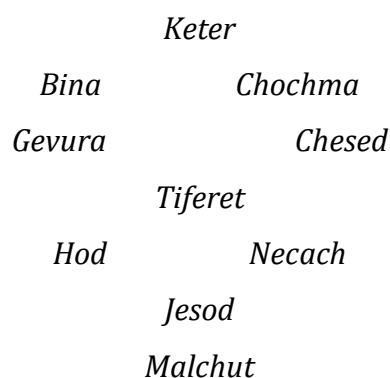 Keter
Bina Chochma
Gevura Chesed
Tiferet
Hod Necach
Jesod
Malchut